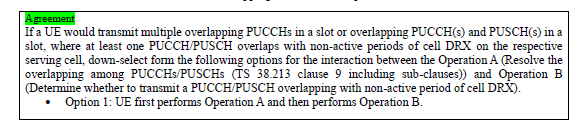 Agreement
If a UE would transmit multiple overlapping PUCCHs in a slot or overlapping PUCCH(s) and PUSCH(s) in a
slot, where at least one PUCCH/PUSCH overlaps with non-active periods of cell DRX on the respective
serving cell, down-select form the following options for the interaction between the Operation A (Resolve the
overlapping among PUCCHs/PUSCHs (TS 38.213 clause 9 including sub-clauses)) and Operation B
(Determine whether to transmit a PUCCH/PUSCH overlapping with non-active period of cell DRX).
• Option 1: UE first performs Operation A and then performs Operation B.